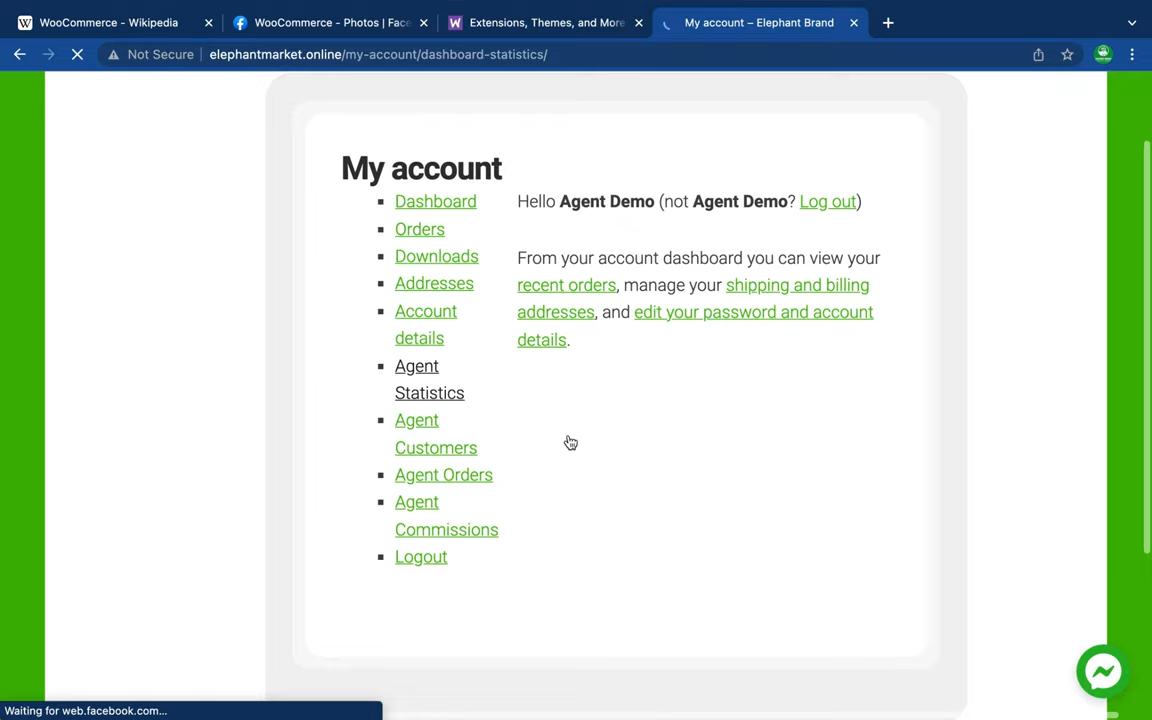 WooCommerce - Wikipedia
WooCommerce - Photos | Face
Extensions, Themes, and More
My account – Elephant Brand
Not Secure
elephantmarket.online/my-account/dashboard-statistics/
My account
Dashboard
Orders
Downloads
Addresses
Account
details
Agent
Statistics
Agent
Customers
Agent Orders
Agent
Commissions
Logout
Hello Agent Demo (not Agent Demo? Log out)
From your account dashboard you can view your
recent orders, manage your shipping and billing
addresses, and edit your password and account
details.
Waiting for web.facebook.com...